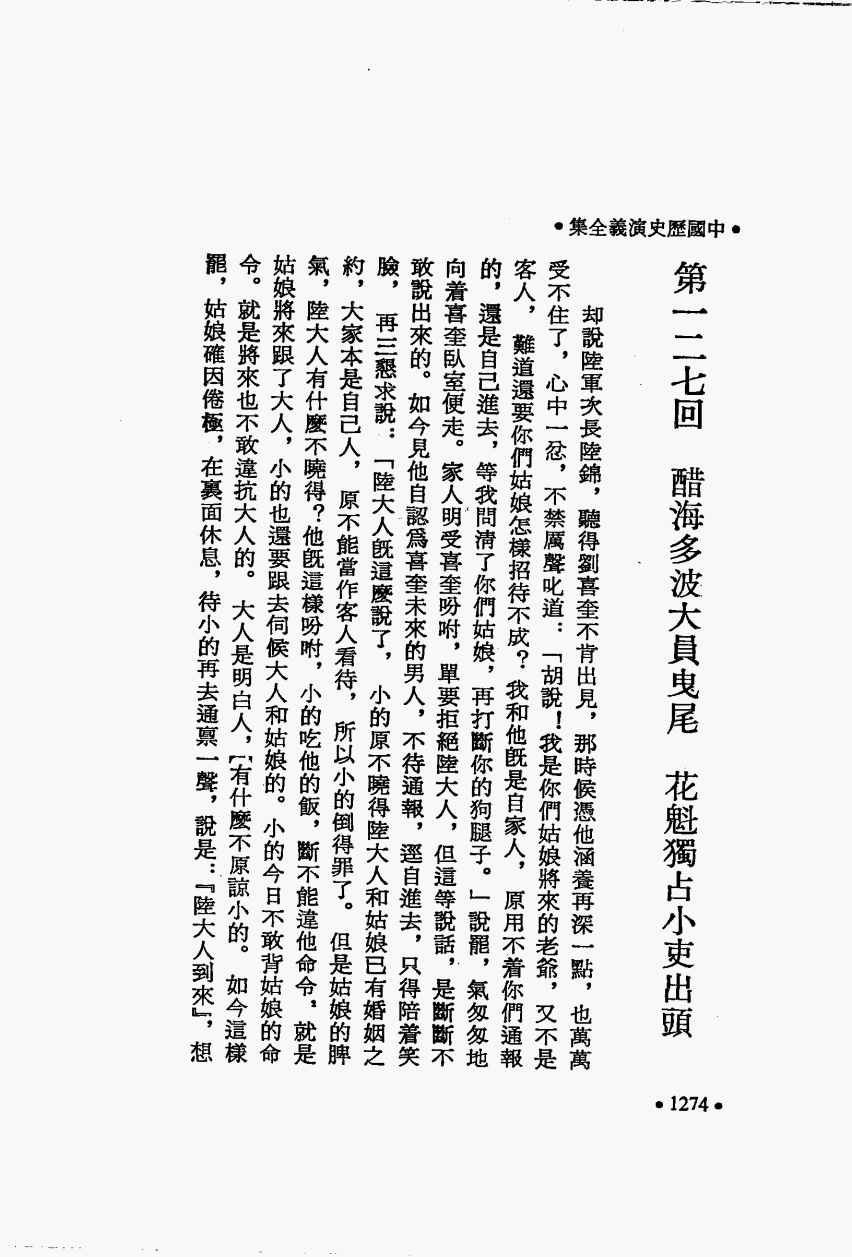 •中國歷史演義全集•
第一二七回　醋海多波大員曳尾　花魁獨占小吏出頭
却說陸軍次長陸錦，聽得劉喜奎不肯出見，那時候憑他涵養再深一點，也萬萬
受不住了，心中一忿，不禁厲聲叱道：「胡說！我是你們姑娘將來的老爺，又不是
客人，難道還要你們姑娘怎樣招待不成？我和他旣是自家人，原用不着你們通報
的，還是自己進去，等我問清了你們姑娘，再打斷你的狗腿子。」說罷，氣匆匆地
向着喜奎臥室便走。家人明受喜奎吩咐，單要拒絕陸大人，但這等說話，是斷斷不
敢說出來的。如今見他自認爲喜奎未來的男人，不待通報，逕自進去，只得陪着笑
臉，再三懇求說：「陸大人旣這麼說了，小的原不曉得陸大人和姑娘已有婚姻之
約，大家本是自己人，原不能當作客人看待，所以小的倒得罪了。但是姑娘的脾
氣，陸大人有什麼不曉得？他旣這樣吩咐，小的吃他的飯，斷不能違他命令，就是
姑娘將來跟了大人，小的也還要跟去伺候大人和姑娘的。小的今日不敢背姑娘的命
令。就是將來也不敢違抗大人的。大人是明白人，有什麼不原諒小的。如今這樣
罷，姑娘確因倦極，在裏面休息，待小的再去通禀一聲，說是：『陸大人到來』，想
•1274•